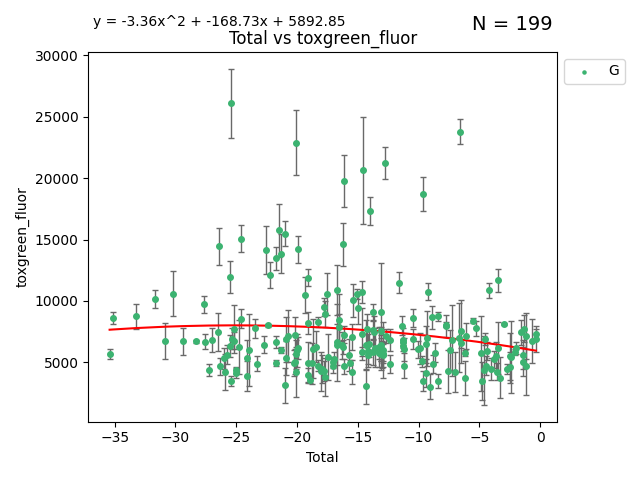 y = -3.36x^2 + -168.73x + 5892.85
N = 199
Total vs toxgreen_fluor
G
toxgreen_fluor
30000
25000
20000
15000
10000
5000
−35 −30 −25 −20 −15 −10 −5 0
Total